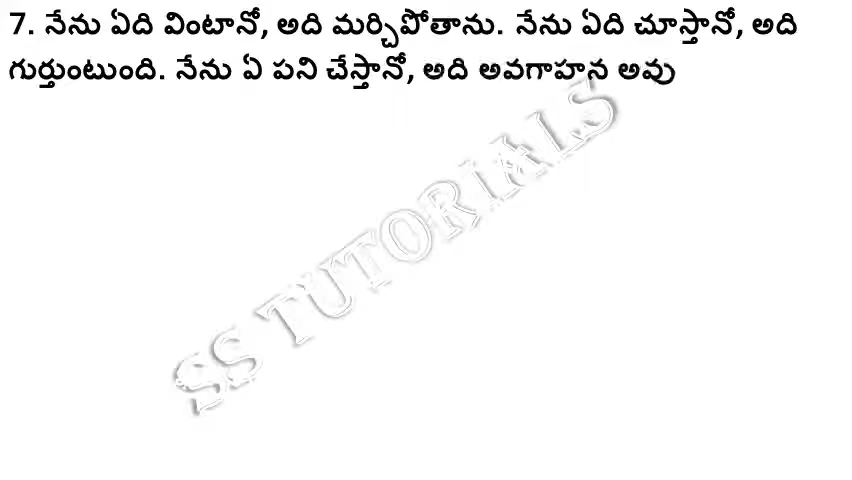 7. నేను ఏది వింటానో, అది మర్చిపోతాను. నేను ఏది చూస్తానో, అది
గుర్తుంటుంది. నేను ఏ పని చేస్తానో, అది అవగాహన అవు
SS TUTORIALS